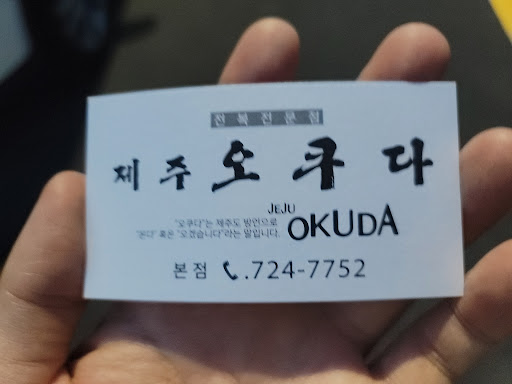 전복전문점
제주오쿠다
JEJU
OKUDA
"오쿠다"는 제주도 방언으로
"온다" 혹은 "오겠습니다"라는 말입니다.
본점 .724-7752